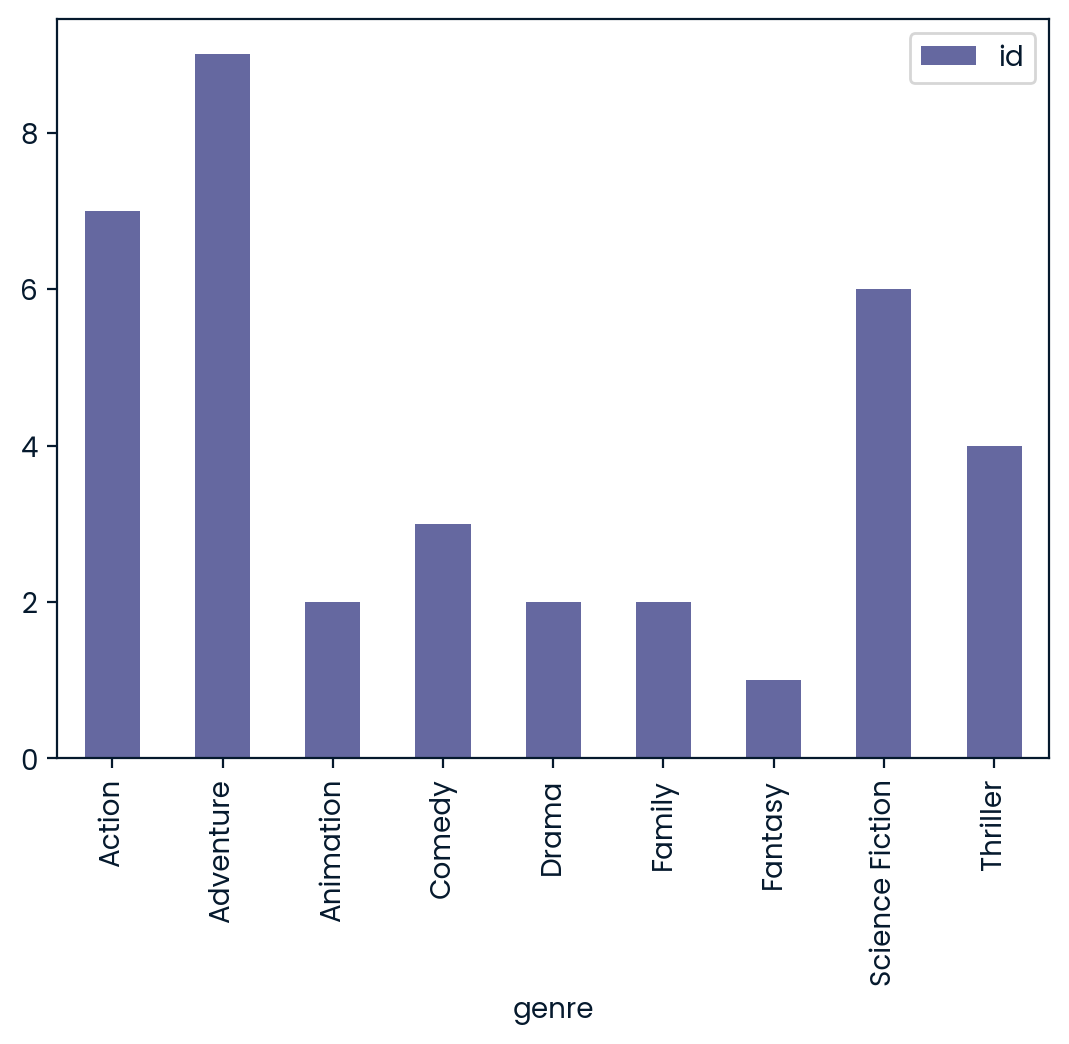 id
8
6
4
2
0
Action
Adventure
Animation
Comedy
Drama
Family
Fantasy
Science Fiction
Thriller
genre